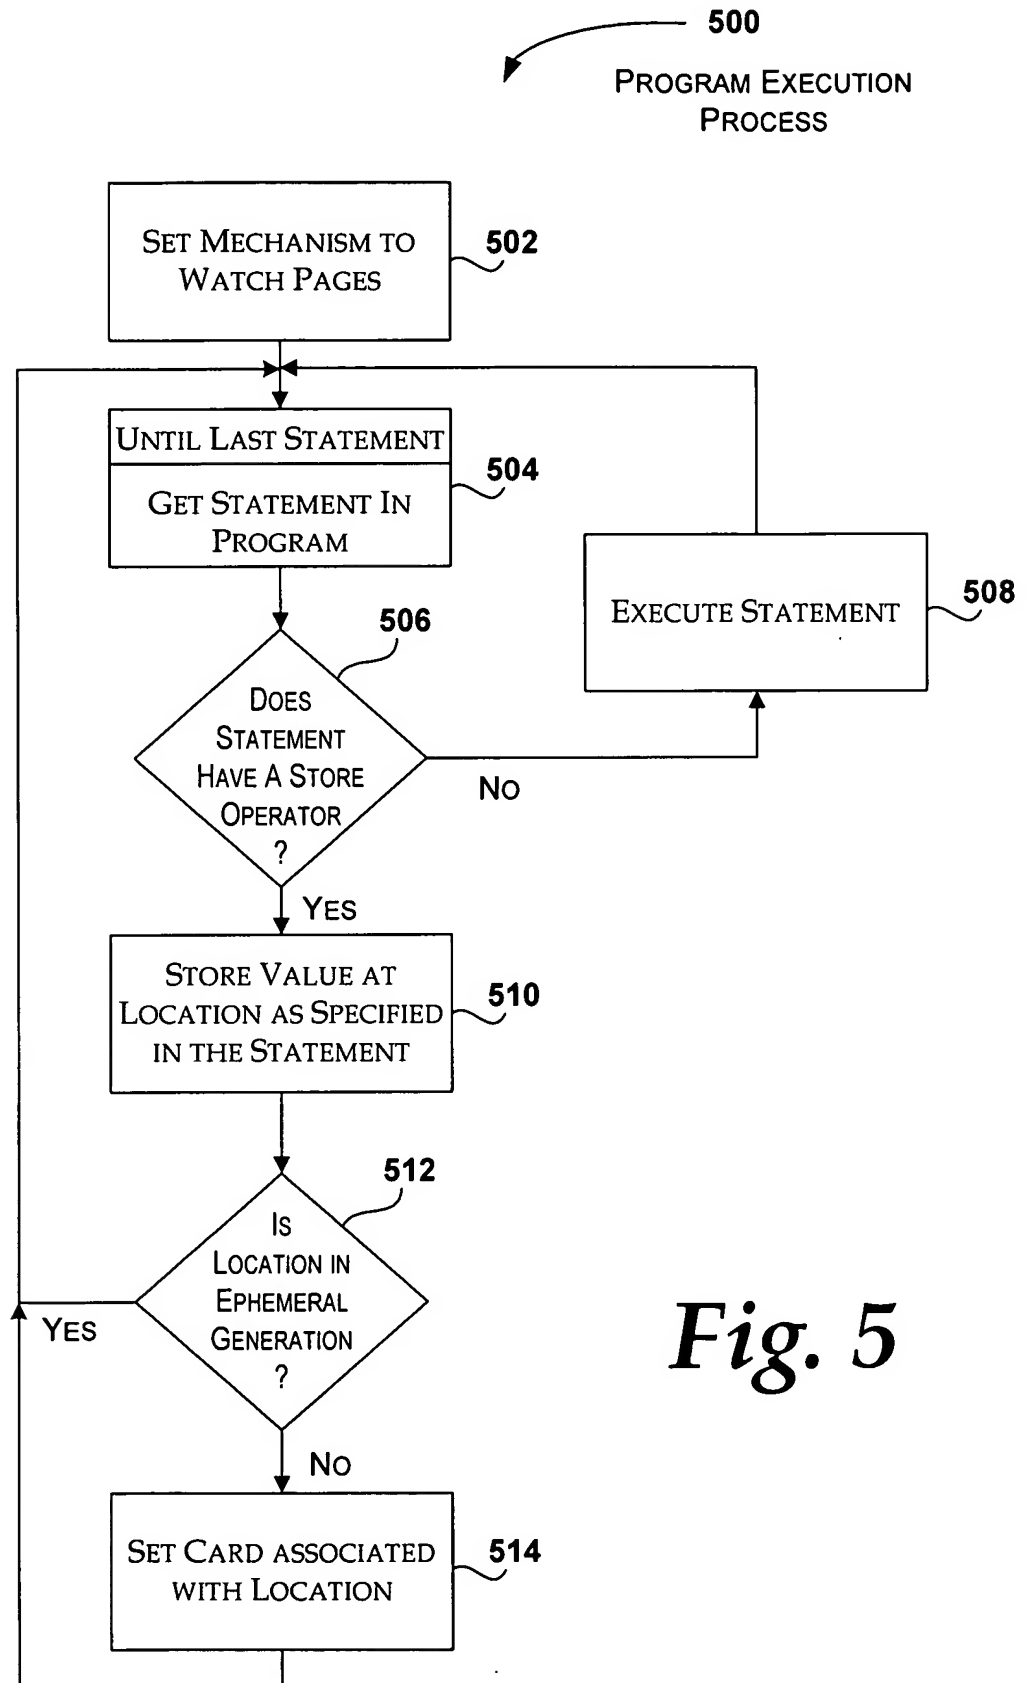 500
PROGRAM EXECUTION
PROCESS
SET MECHANISM TO
WATCH PAGES
502
UNTIL LAST STATEMENT
GET STATEMENT IN
PROGRAM
504
EXECUTE STATEMENT
508
506
DOES
STATEMENT
HAVE A STORE
OPERATOR
?
NO
YES
STORE VALUE AT
LOCATION AS SPECIFIED
IN THE STATEMENT
510
512
IS
LOCATION IN
EPHEMERAL
GENERATION
?
YES
NO
Fig. 5
SET CARD ASSOCIATED
WITH LOCATION
514